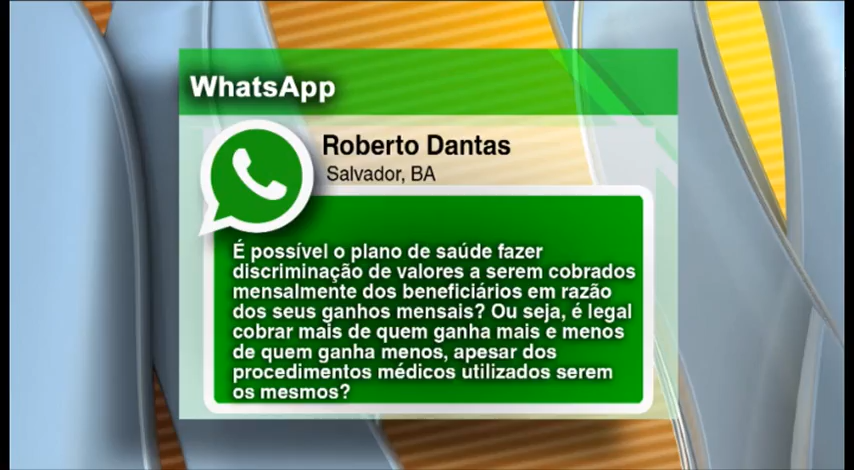 WhatsApp
Roberto Dantas
Salvador, BA
É possível o plano de saúde fazer
discriminação de valores a serem cobrados
mensalmente dos beneficiários em razão
dos seus ganhos mensais? Ou seja, é legal
cobrar mais de quem ganha mais e menos
de quem ganha menos, apesar dos
procedimentos médicos utilizados serem
os mesmos?